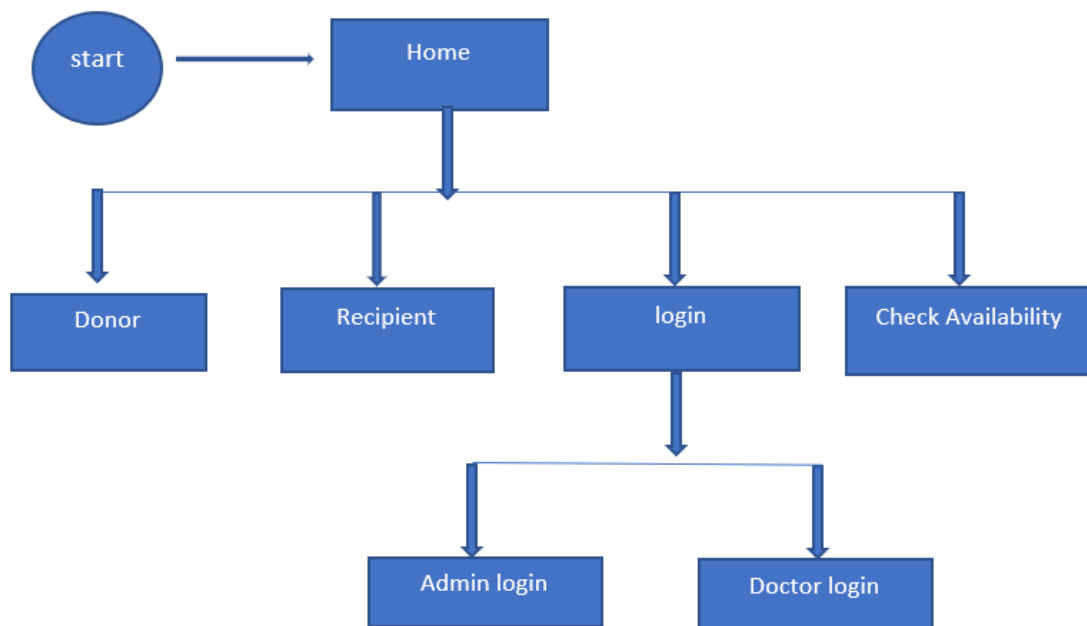 start
Home
Donor
Recipient
login
Check Availability
Admin login
Doctor login